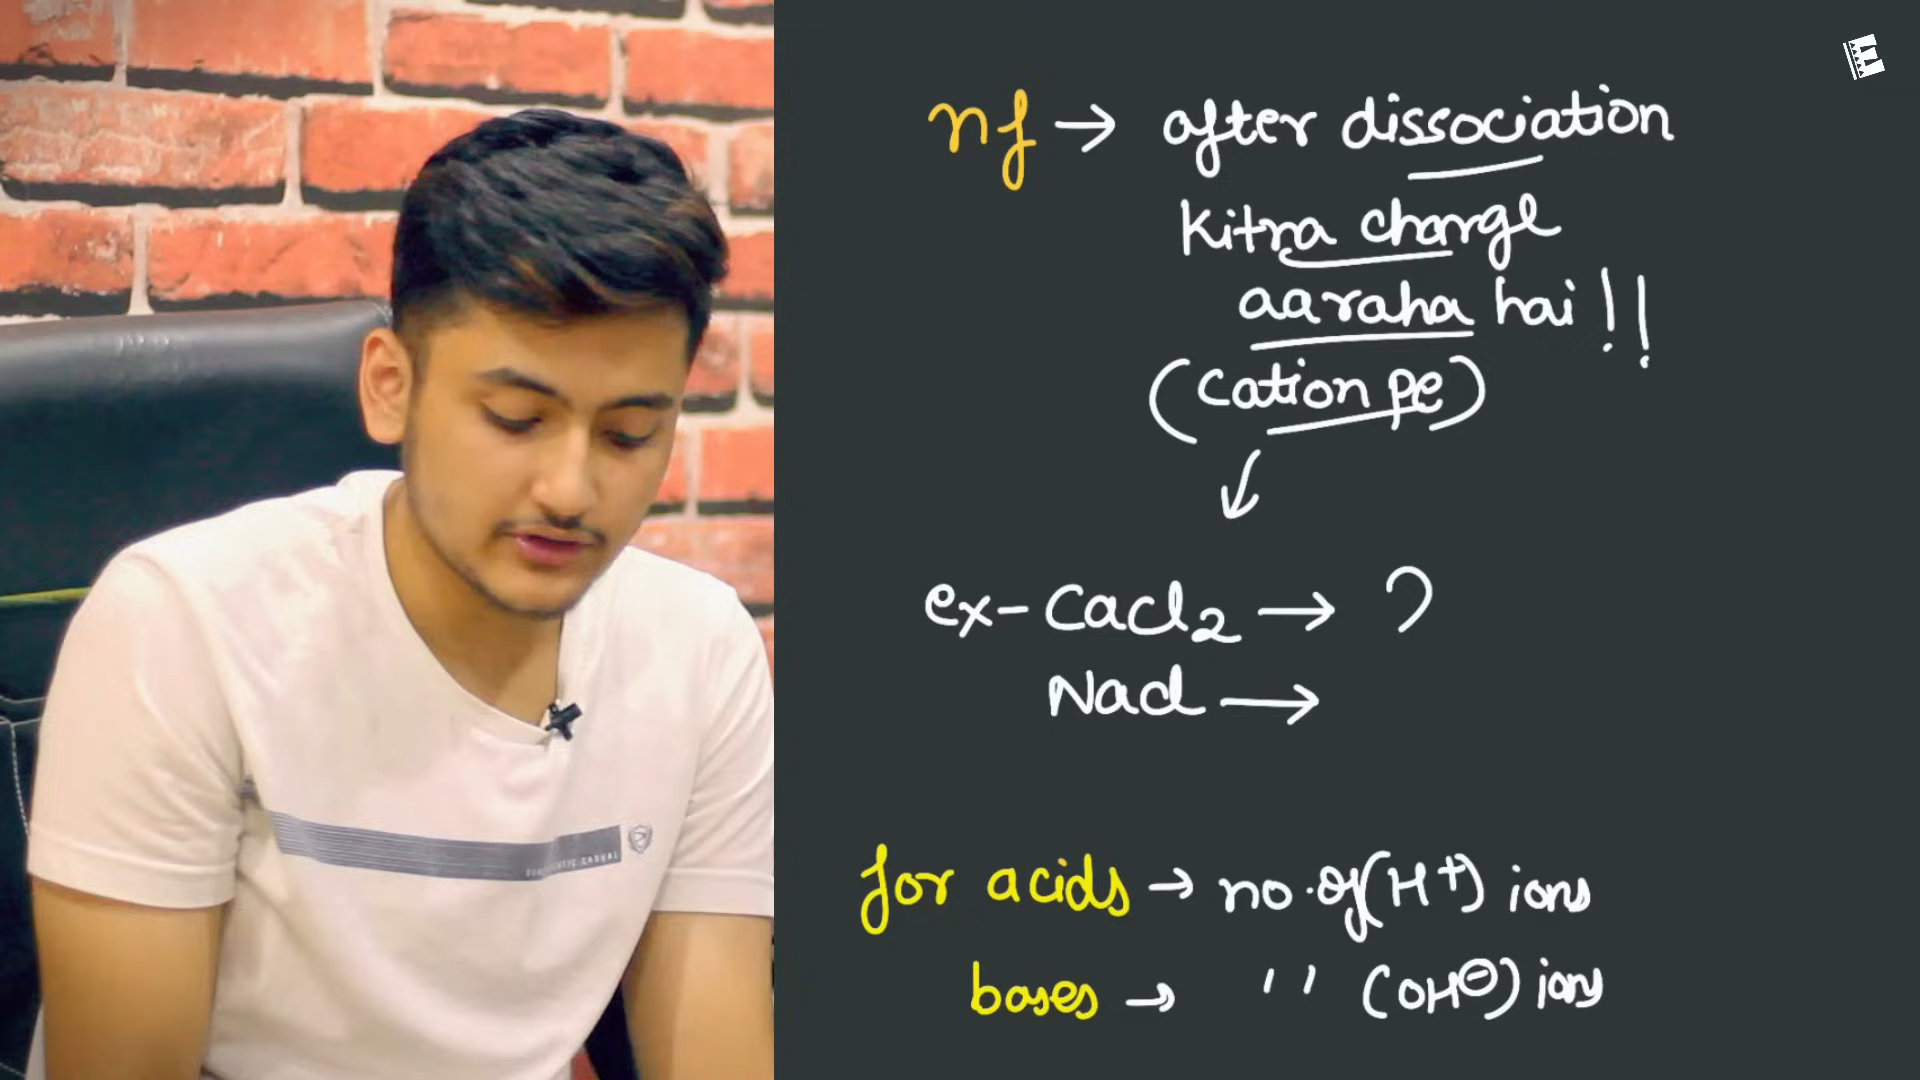 nf → after dissociation
kitna charge
aaraha hai !!
(cation pe)
↓
ex- CaCl₂ → ?
NaCl →
for acids → no. of (H⁺) ions
bases → '' (OH⊖) ions